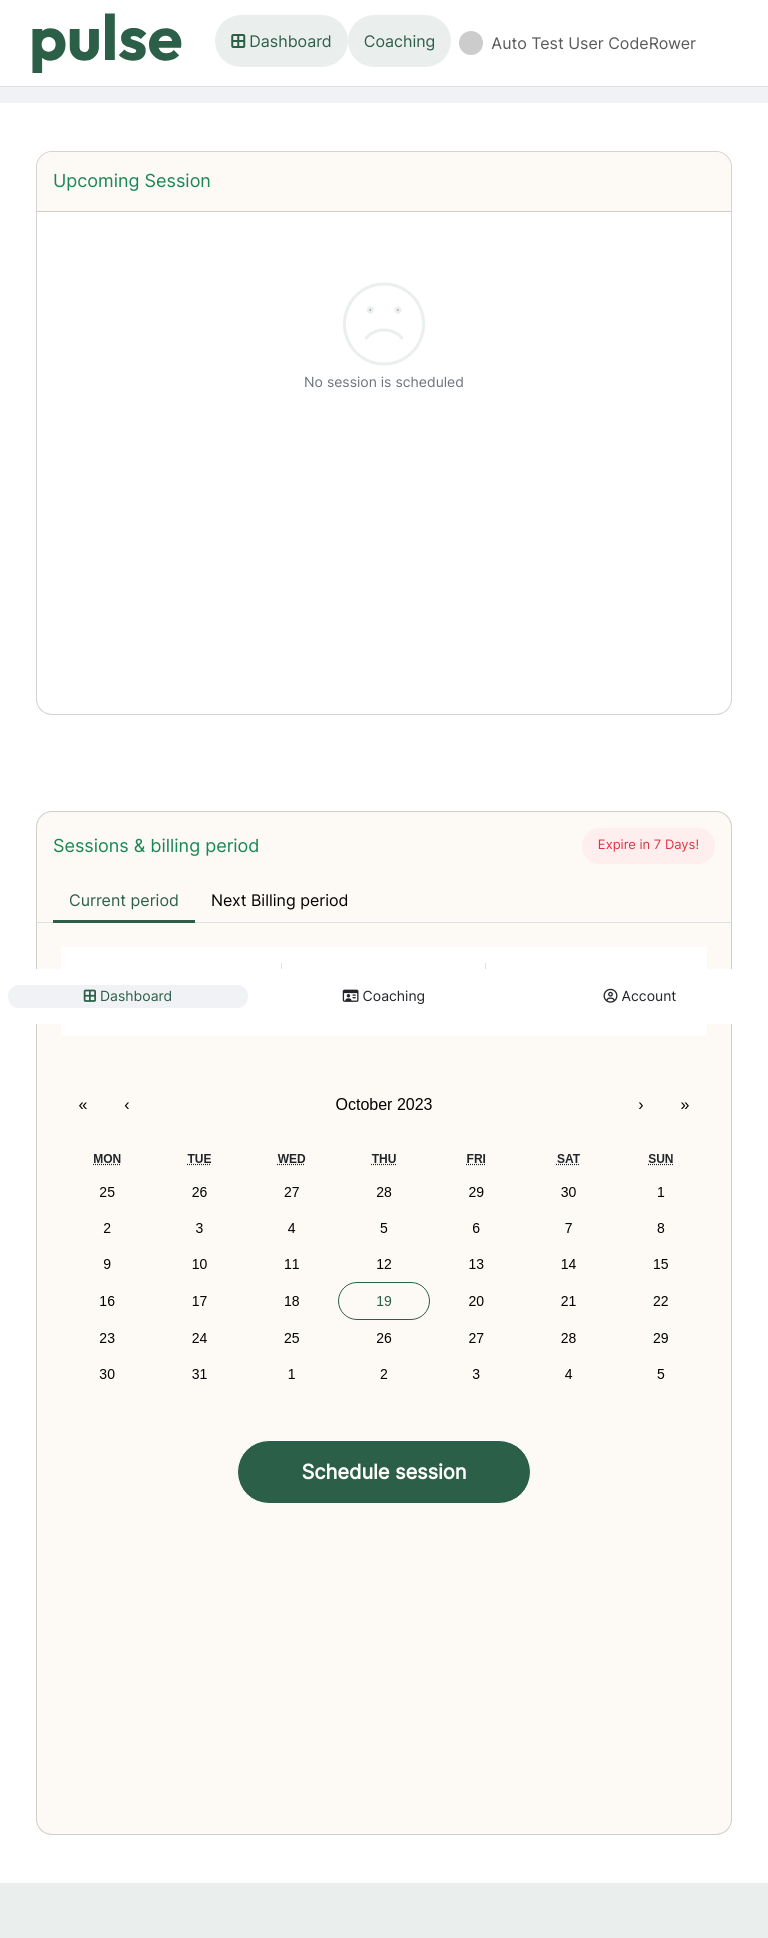 pulse
Dashboard
Coaching
Auto Test User CodeRower
Upcoming Session
No session is scheduled
Sessions & billing period
Expire in 7 Days!
Current period
Next Billing period
Dashboard
Coaching
Account
« ‹ October 2023 › »
MON TUE WED THU FRI SAT SUN
25 26 27 28 29 30 1
2 3 4 5 6 7 8
9 10 11 12 13 14 15
16 17 18 19 20 21 22
23 24 25 26 27 28 29
30 31 1 2 3 4 5
Schedule session